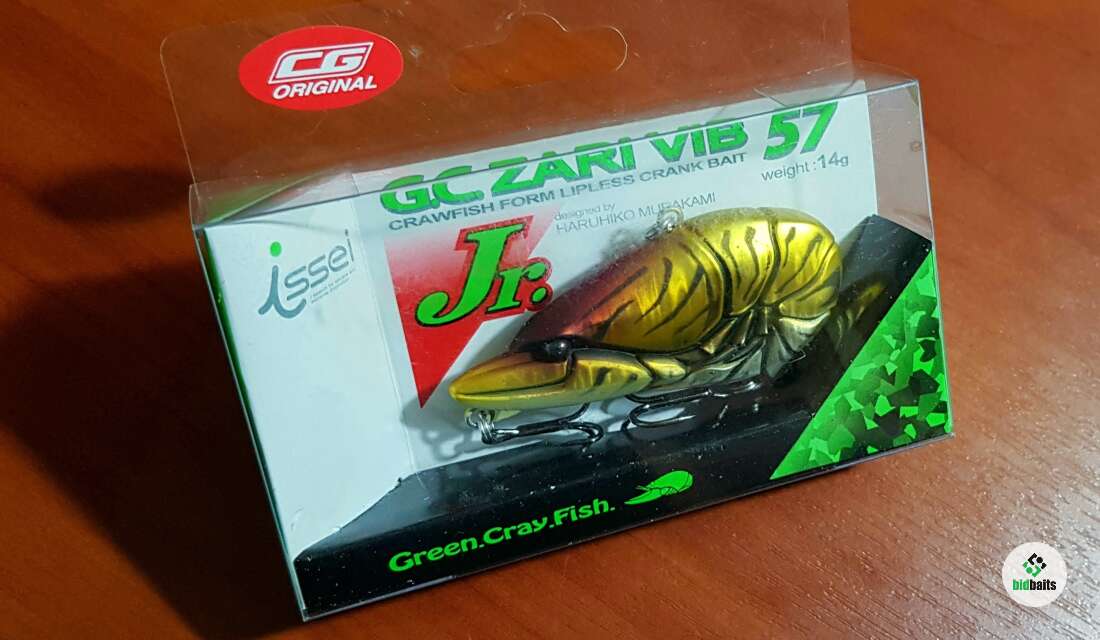 CG
ORIGINAL
G.C. ZARI VIB 57
CRAWFISH FORM LIPLESS CRANK BAIT
weight : 14g
designed by
HARUHIKO MURAKAMI
Jr.
issei
Green.Cray.Fish.
bidbaits